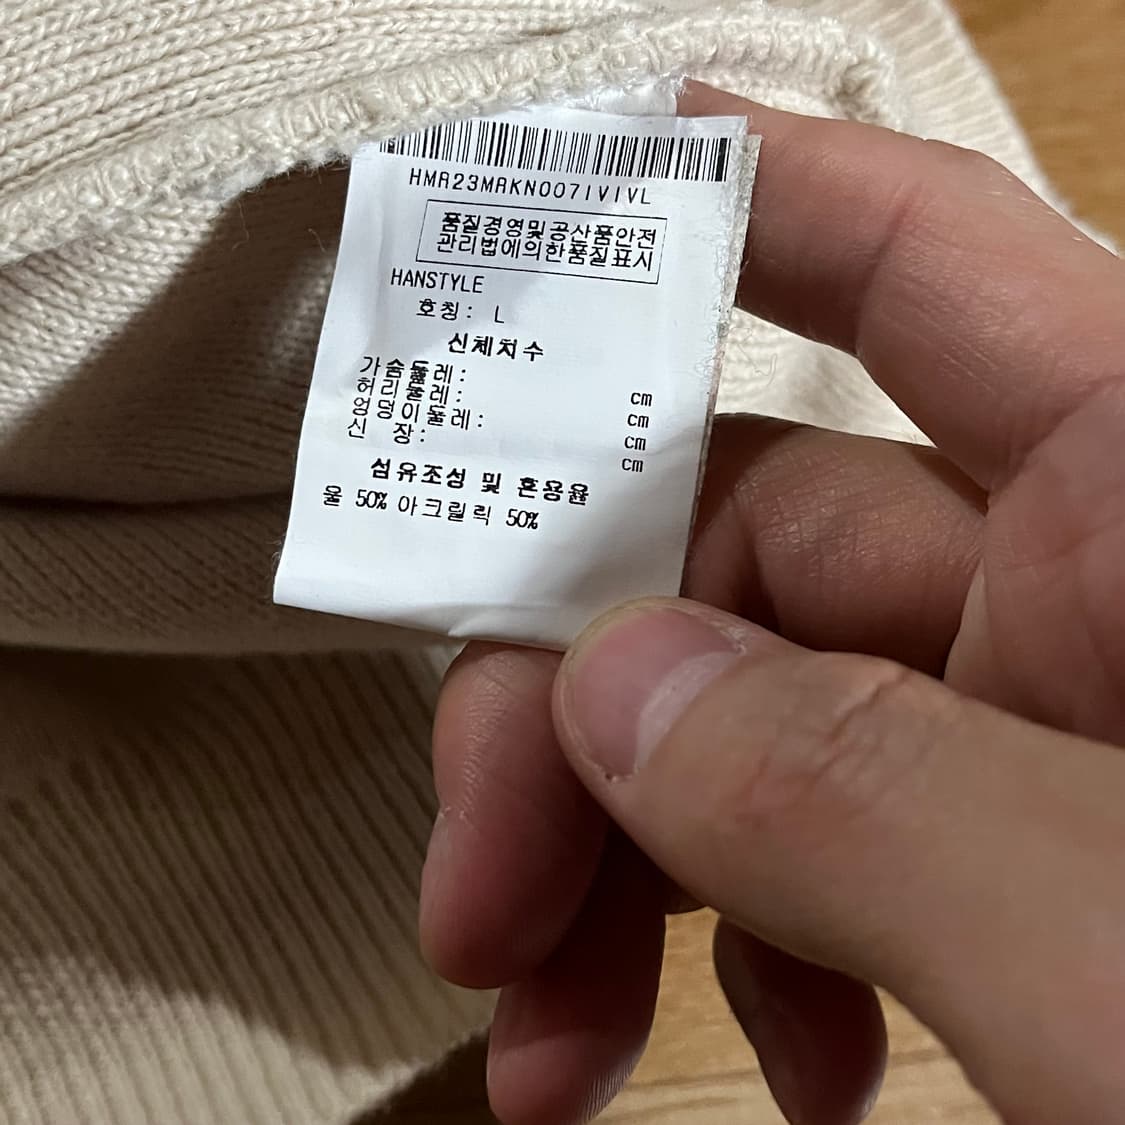 HMR23MRKN007IVIVL
품질경영및공산품안전
관리법에의한품질표시
HANSTYLE
호칭: L
신체치수
가슴둘레: cm
허리둘레: cm
엉덩이둘레: cm
신 장: cm
섬유조성 및 혼용율
울 50% 아크릴릭 50%